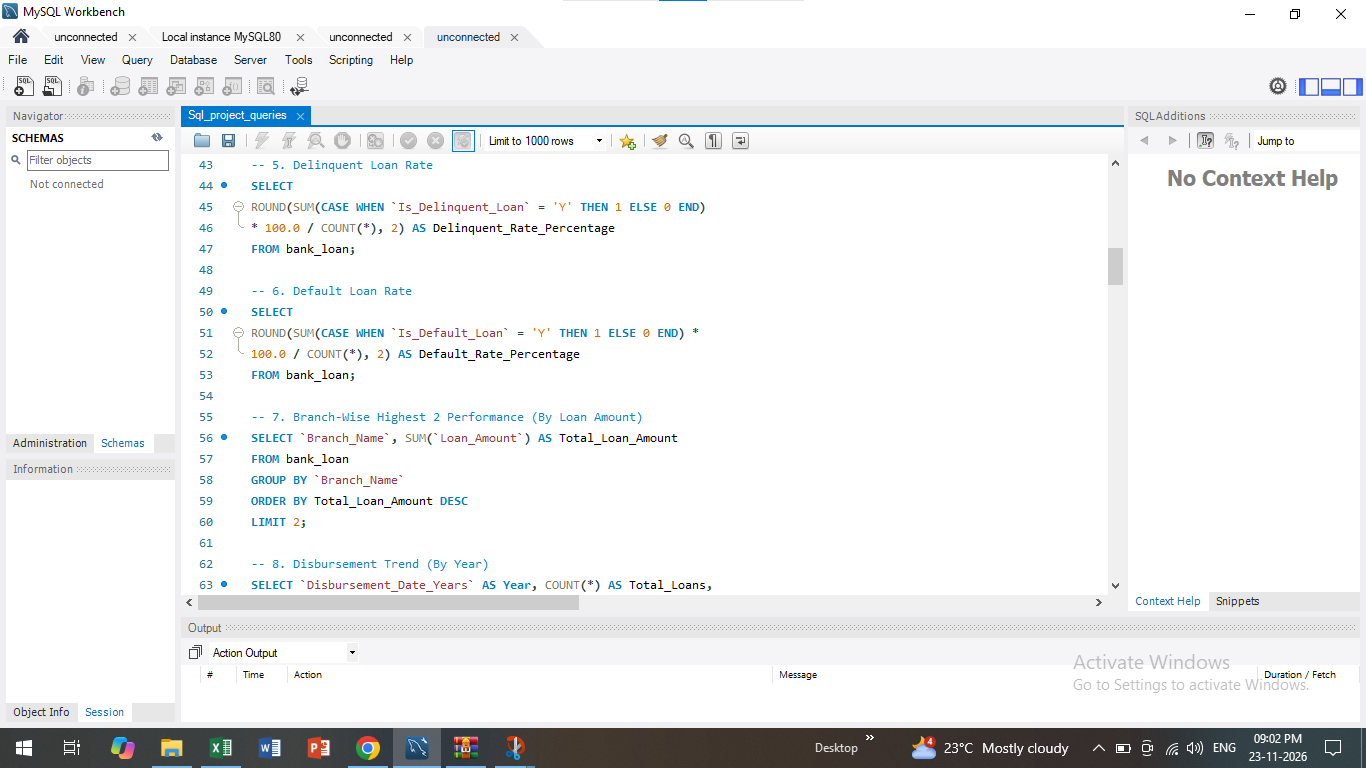 MySQL Workbench
unconnected
Local instance MySQL80
unconnected
unconnected
File Edit View Query Database Server Tools Scripting Help
Navigator
SCHEMAS
Filter objects
Not connected
Administration Schemas
Information
Object Info Session
Sql_project_queries
Limit to 1000 rows
43 -- 5. Delinquent Loan Rate
44 SELECT
45 ROUND(SUM(CASE WHEN `Is_Delinquent_Loan` = 'Y' THEN 1 ELSE 0 END)
46 * 100.0 / COUNT(*), 2) AS Delinquent_Rate_Percentage
47 FROM bank_loan;
48
49 -- 6. Default Loan Rate
50 SELECT
51 ROUND(SUM(CASE WHEN `Is_Default_Loan` = 'Y' THEN 1 ELSE 0 END) *
52 100.0 / COUNT(*), 2) AS Default_Rate_Percentage
53 FROM bank_loan;
54
55 -- 7. Branch-Wise Highest 2 Performance (By Loan Amount)
56 SELECT `Branch_Name`, SUM(`Loan_Amount`) AS Total_Loan_Amount
57 FROM bank_loan
58 GROUP BY `Branch_Name`
59 ORDER BY Total_Loan_Amount DESC
60 LIMIT 2;
61
62 -- 8. Disbursement Trend (By Year)
63 SELECT `Disbursement_Date_Years` AS Year, COUNT(*) AS Total_Loans,
SQLAdditions
Jump to
No Context Help
Context Help Snippets
Output
Action Output
# Time Action Message Duration / Fetch
Activate Windows
Go to Settings to activate Windows.
Desktop
4
23°C Mostly cloudy
ENG
09:02 PM
23-11-2026